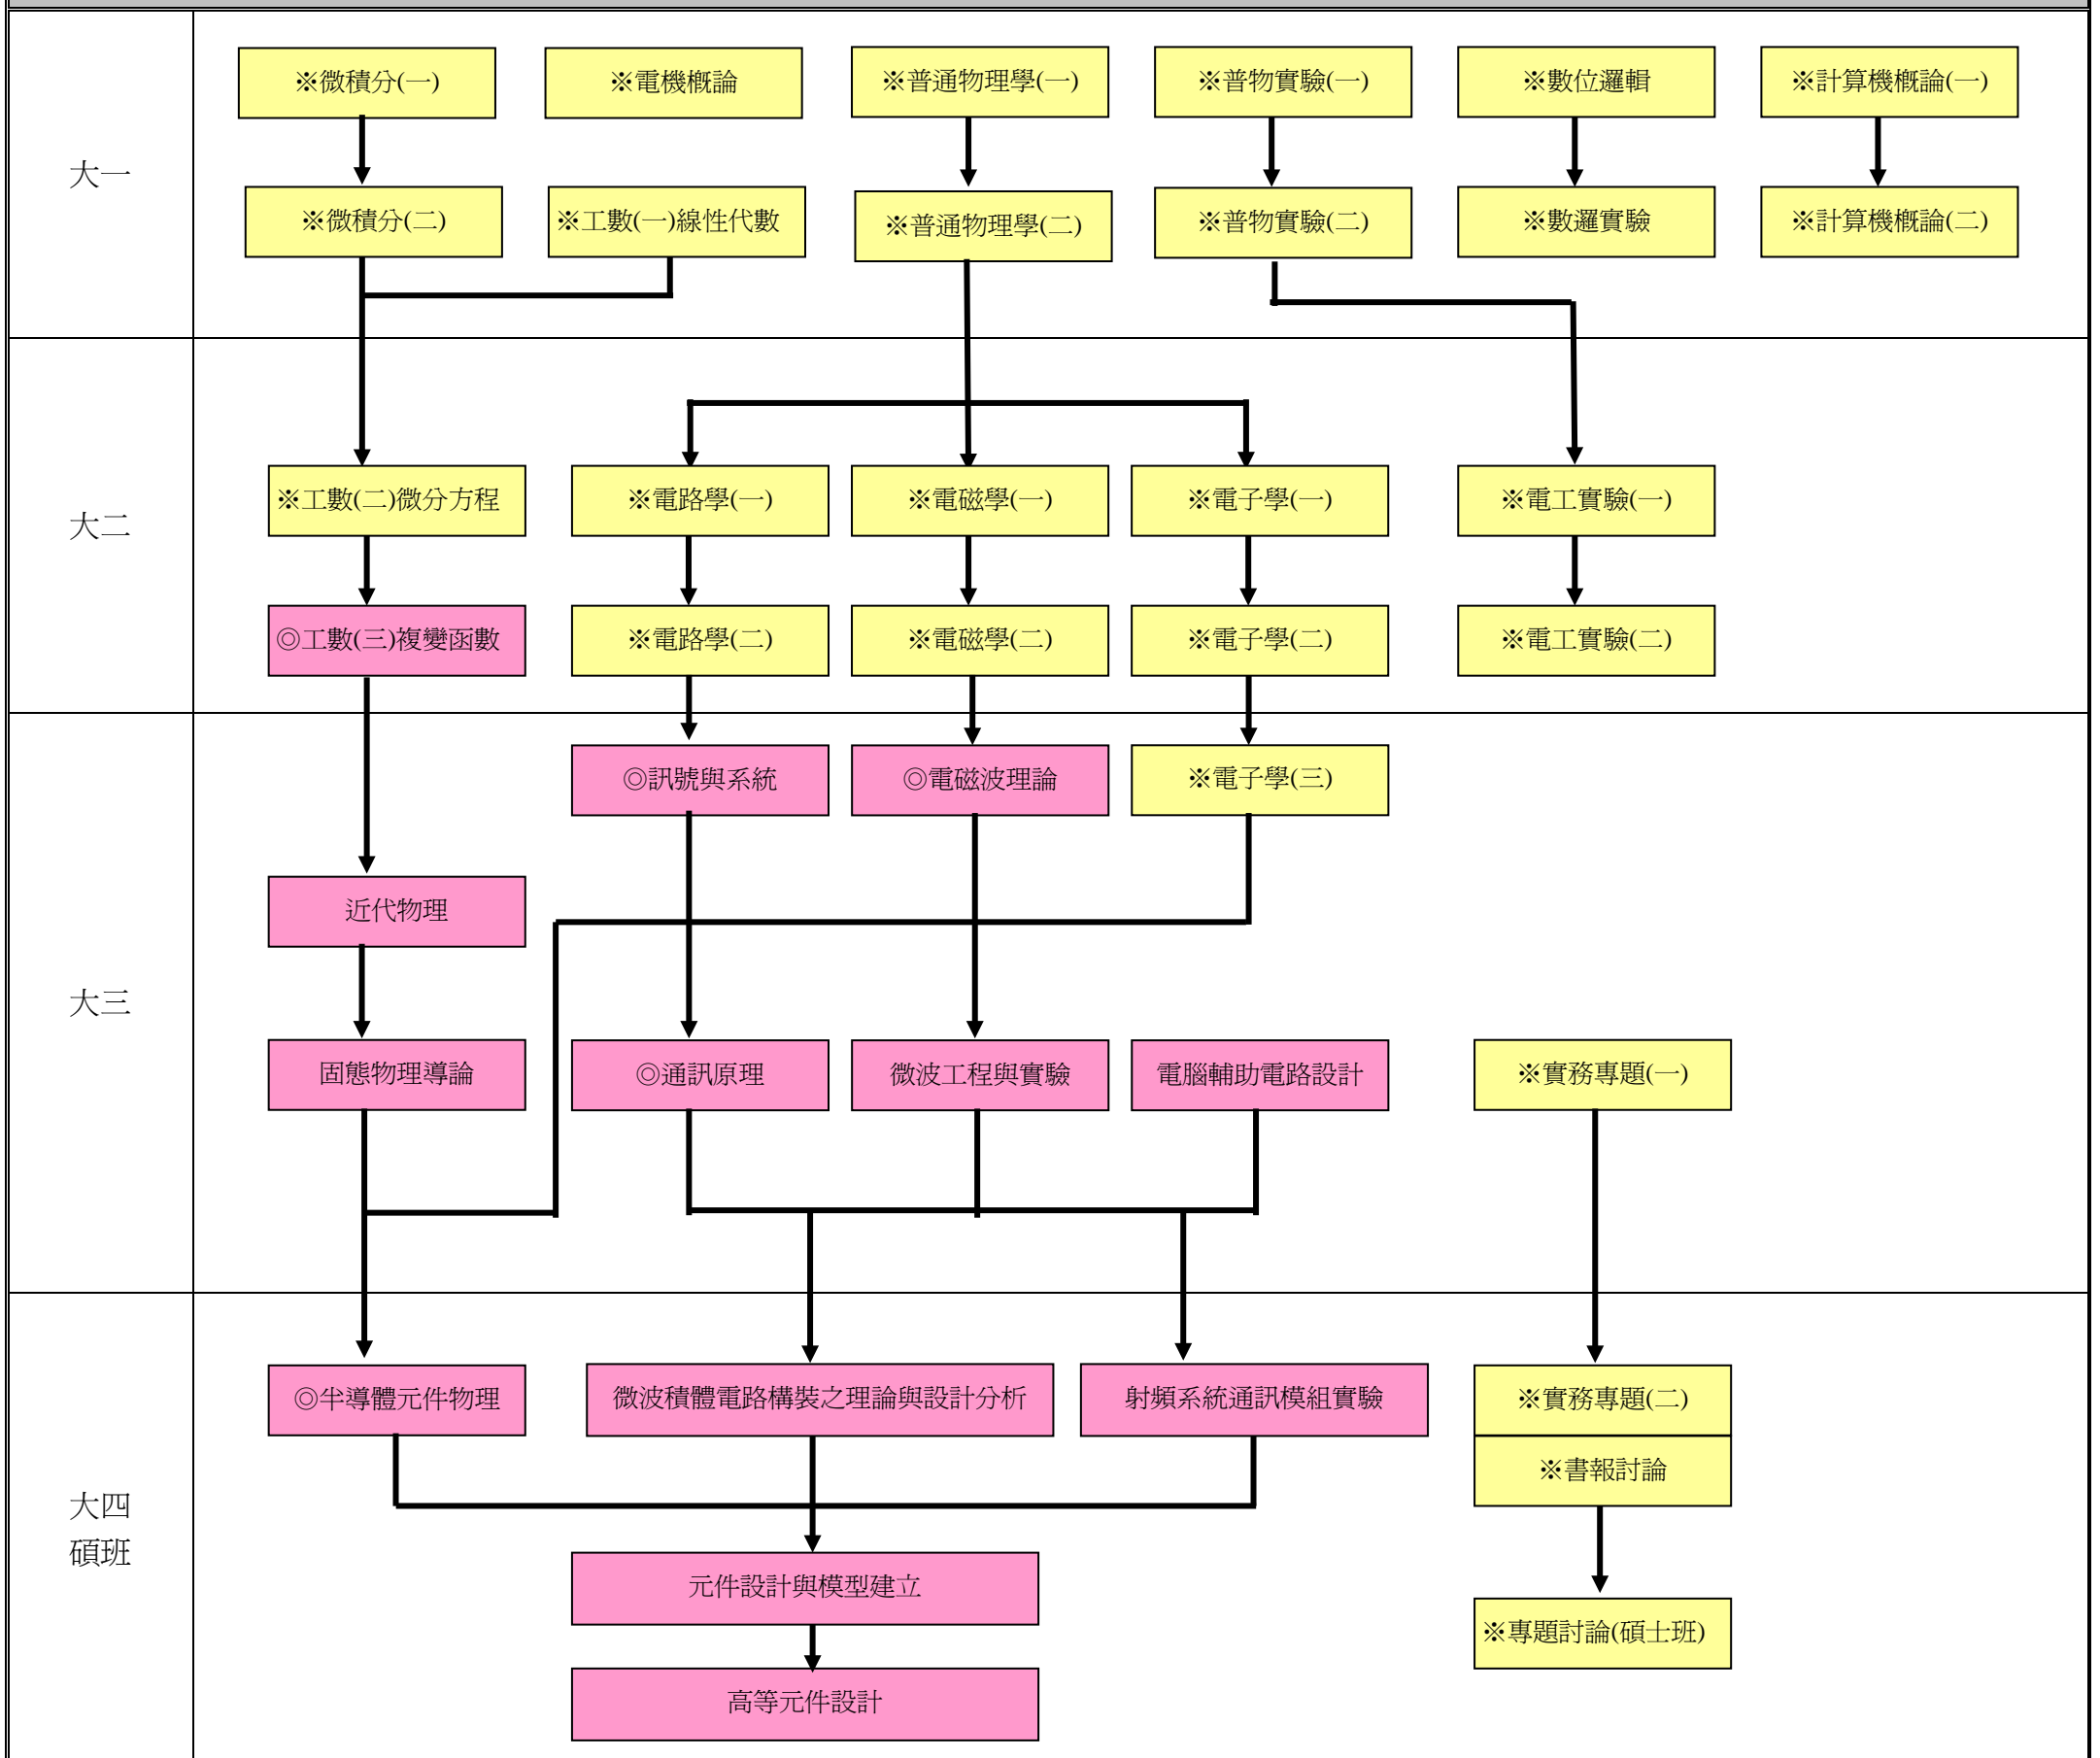 大一
※微積分(一)
※電機概論
※普通物理學(一)
※普物實驗(一)
※數位邏輯
※計算機概論(一)
※微積分(二)
※工數(一)線性代數
※普通物理學(二)
※普物實驗(二)
※數邏實驗
※計算機概論(二)
大二
※工數(二)微分方程
※電路學(一)
※電磁學(一)
※電子學(一)
※電工實驗(一)
◎工數(三)複變函數
※電路學(二)
※電磁學(二)
※電子學(二)
※電工實驗(二)
大三
◎訊號與系統
◎電磁波理論
※電子學(三)
近代物理
固態物理導論
◎通訊原理
微波工程與實驗
電腦輔助電路設計
※實務專題(一)
大四
碩班
◎半導體元件物理
微波積體電路構裝之理論與設計分析
射頻系統通訊模組實驗
※實務專題(二)
※書報討論
元件設計與模型建立
※專題討論(碩士班)
高等元件設計